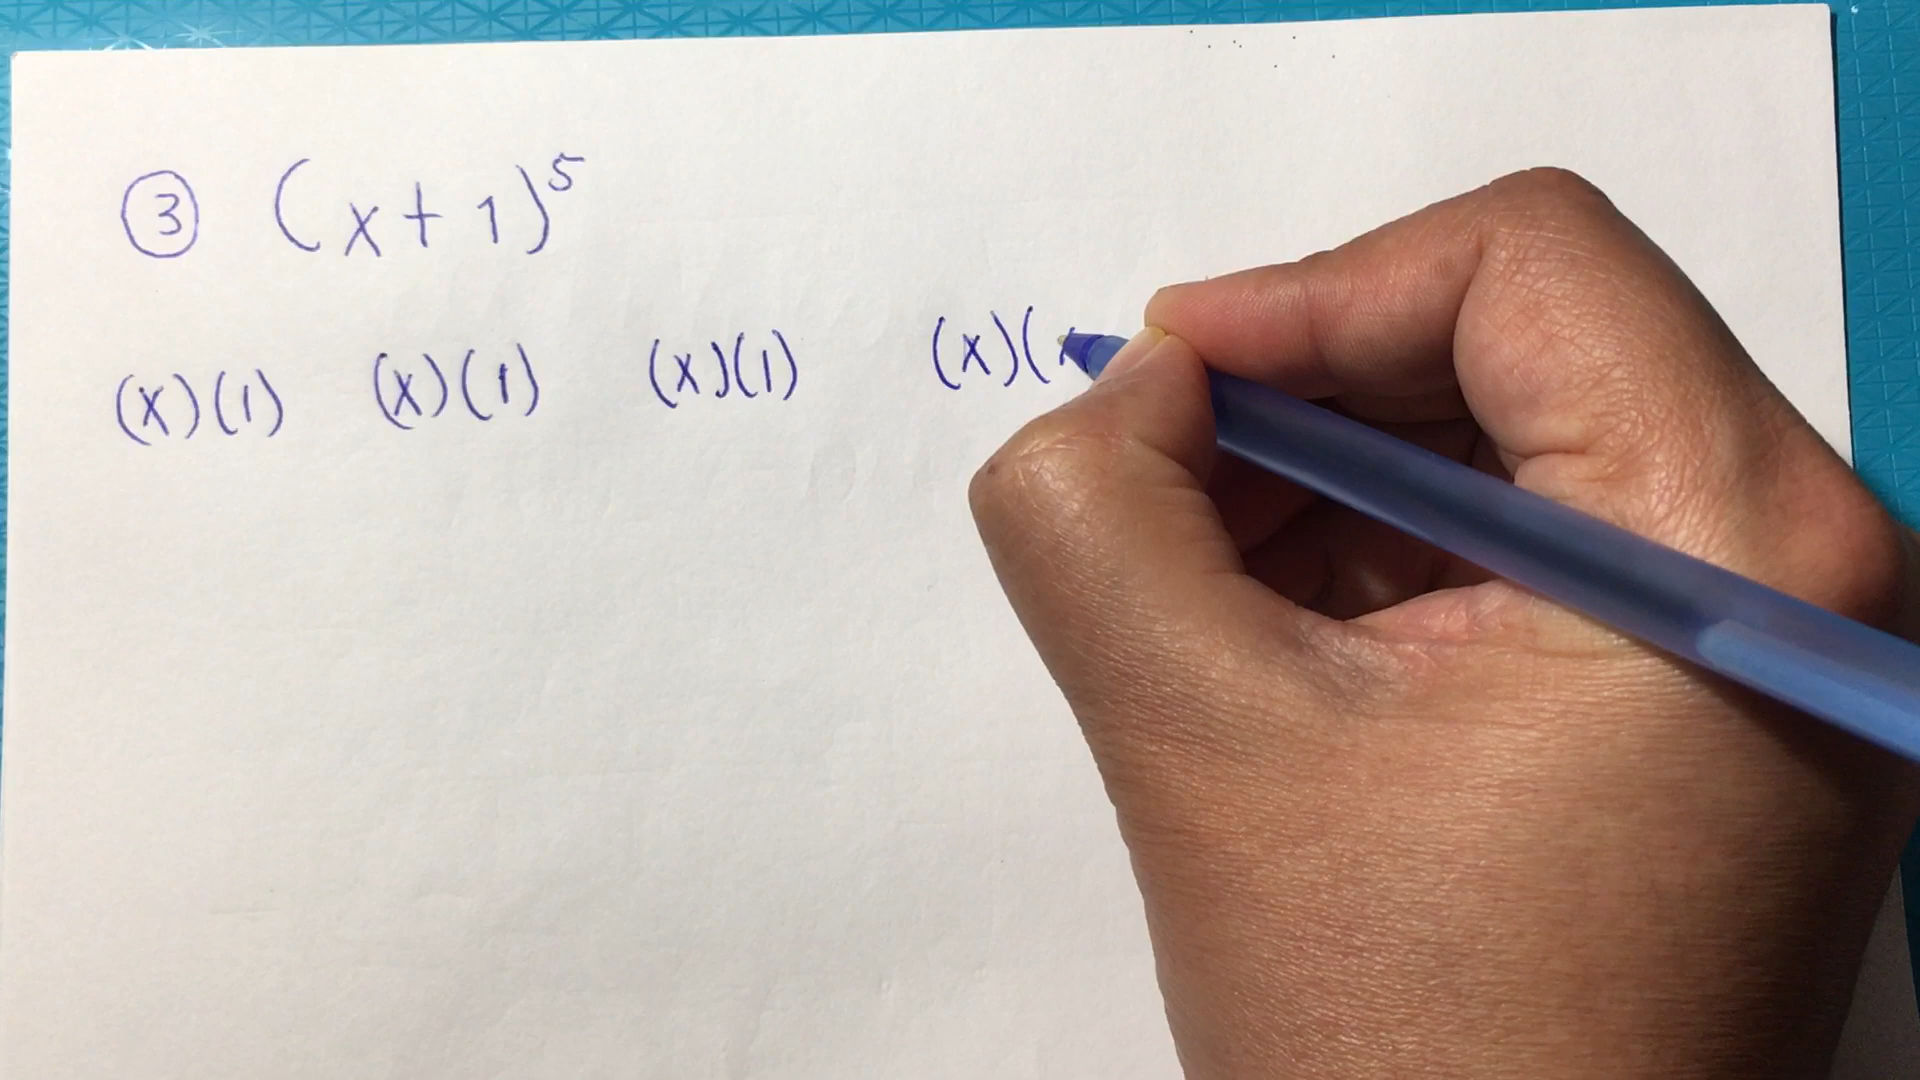 ③ (x+1)⁵
(x)(1) (x)(1) (x)(1) (x)(